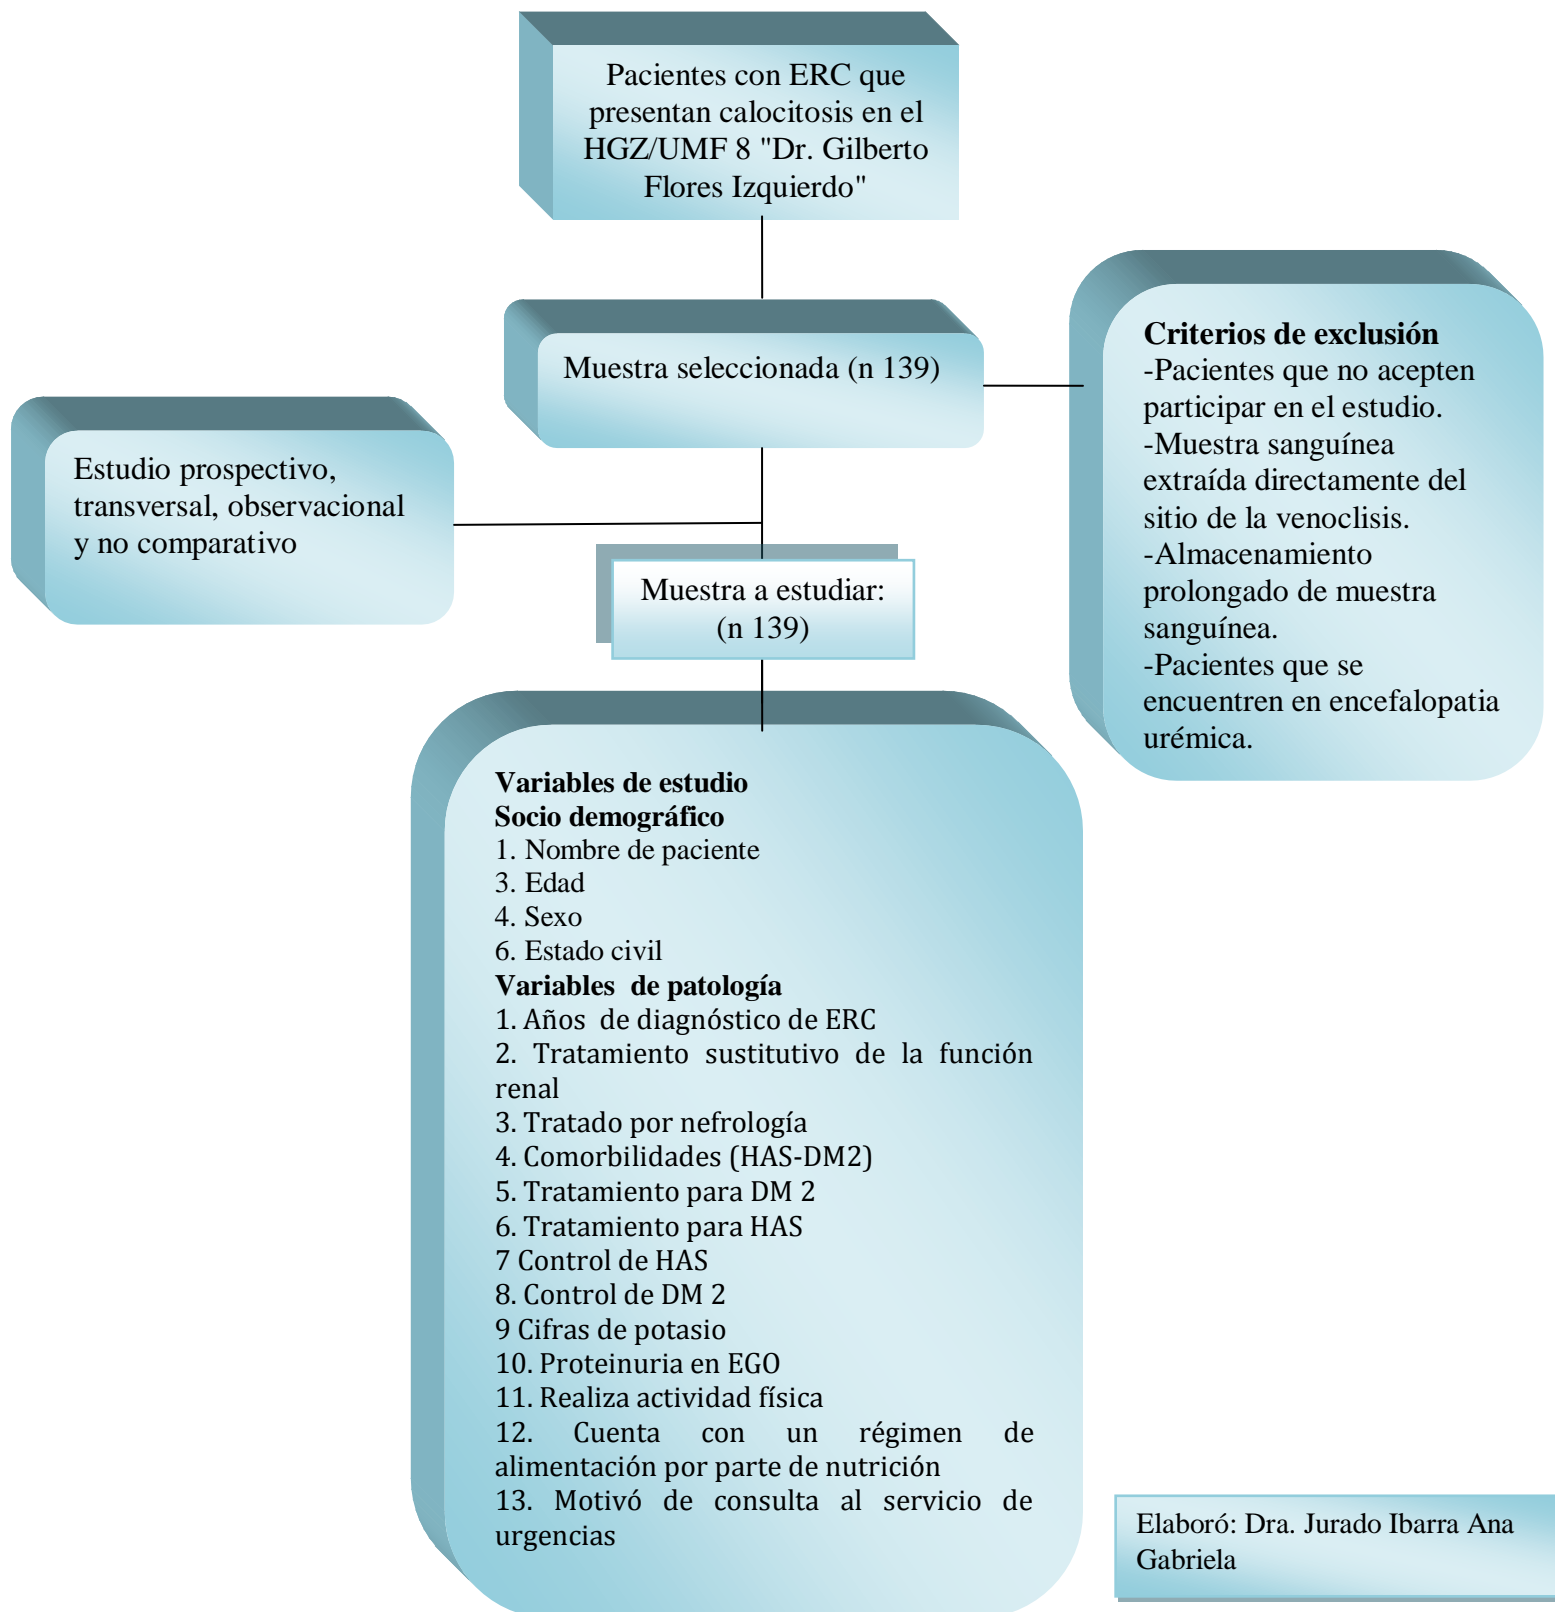 Pacientes con ERC que
presentan calocitosis en el
HGZ/UMF 8 "Dr. Gilberto
Flores Izquierdo"
Muestra seleccionada (n 139)
Criterios de exclusión
-Pacientes que no acepten
participar en el estudio.
-Muestra sanguínea
extraída directamente del
sitio de la venoclisis.
-Almacenamiento
prolongado de muestra
sanguínea.
-Pacientes que se
encuentren en encefalopatia
urémica.
Estudio prospectivo,
transversal, observacional
y no comparativo
Muestra a estudiar:
(n 139)
Variables de estudio
Socio demográfico
1. Nombre de paciente
3. Edad
4. Sexo
6. Estado civil
Variables de patología
1. Años de diagnóstico de ERC
2. Tratamiento sustitutivo de la función
renal
3. Tratado por nefrología
4. Comorbilidades (HAS-DM2)
5. Tratamiento para DM 2
6. Tratamiento para HAS
7 Control de HAS
8. Control de DM 2
9 Cifras de potasio
10. Proteinuria en EGO
11. Realiza actividad física
12. Cuenta con un régimen de
alimentación por parte de nutrición
13. Motivó de consulta al servicio de
urgencias
Elaboró: Dra. Jurado Ibarra Ana
Gabriela